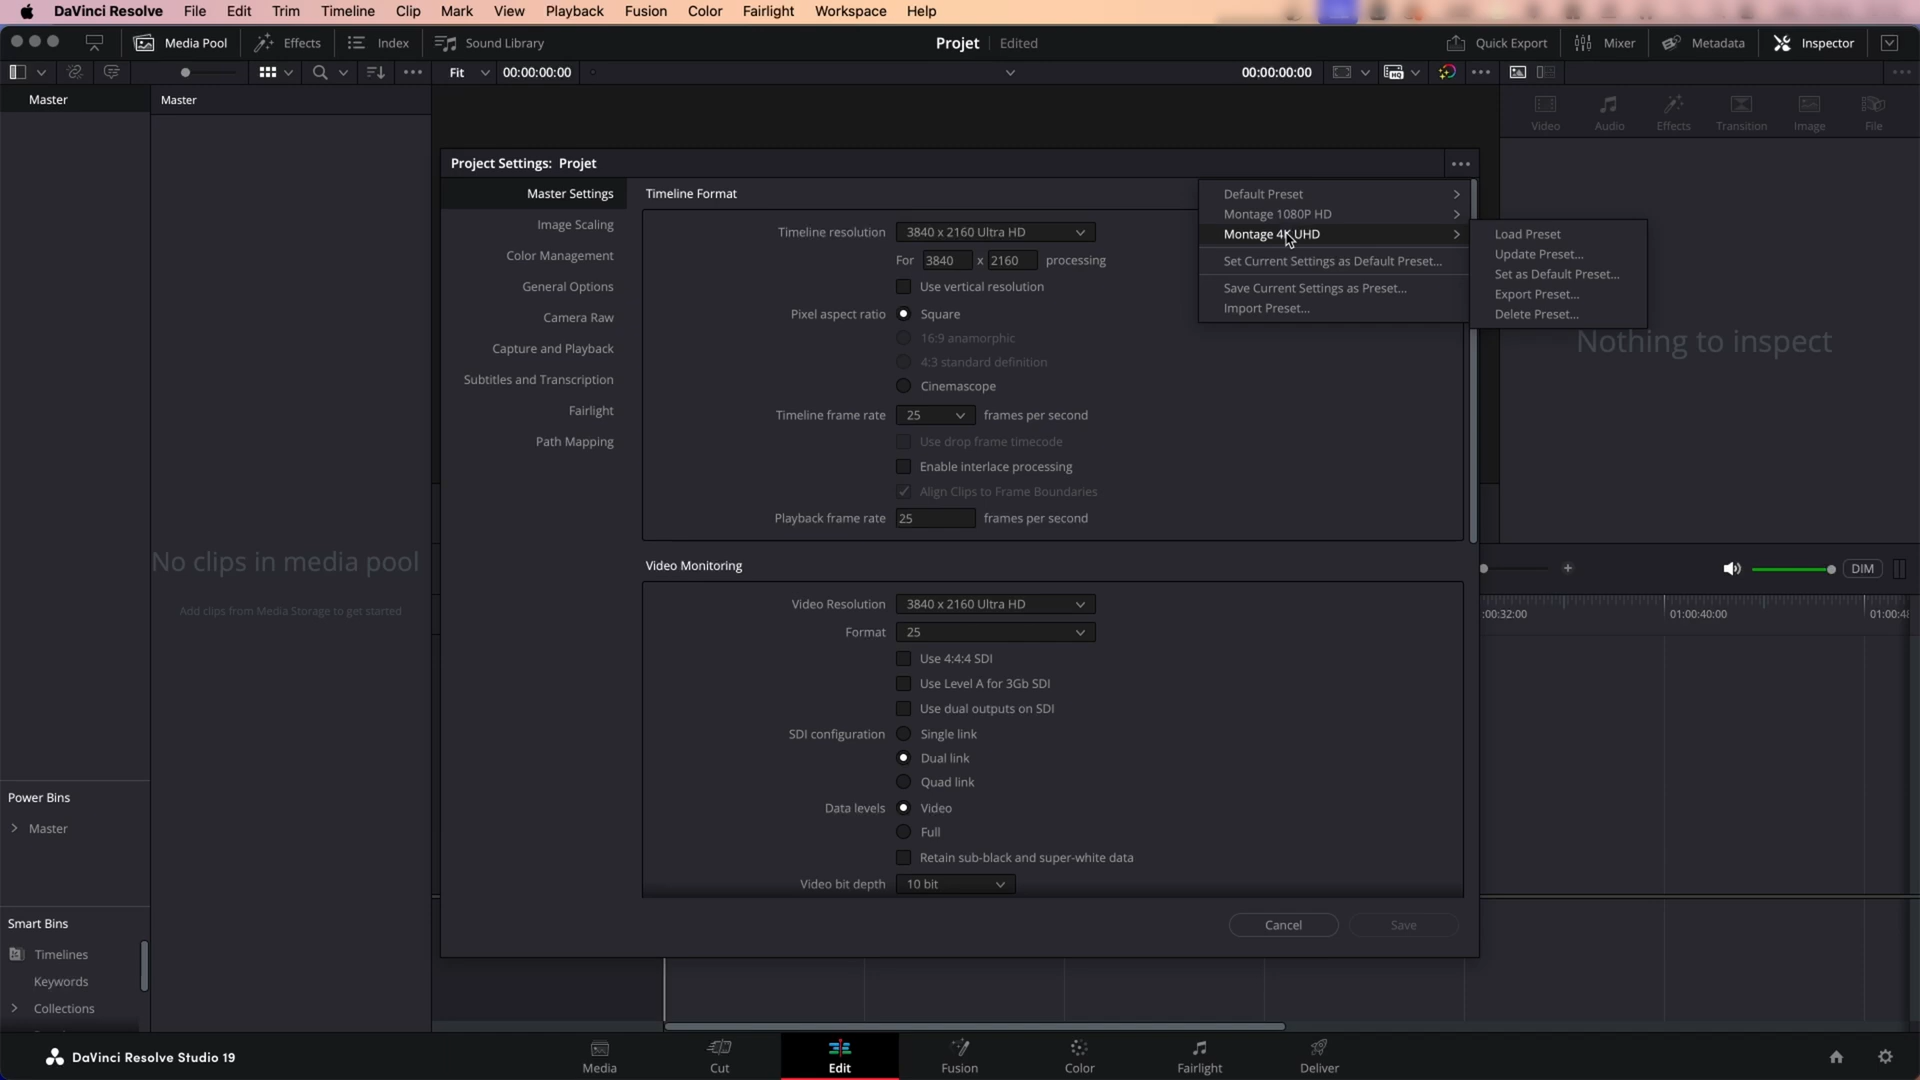 DaVinci Resolve File Edit Trim Timeline Clip Mark View Playback Fusion Color Fairlight Workspace Help
Media Pool Effects Index Sound Library Projet Edited Quick Export Mixer Metadata Inspector
Fit 00:00:00:00 00:00:00:00
Master Master
Video Audio Effects Transition Image File
Project Settings: Projet
Master Settings
Image Scaling
Color Management
General Options
Camera Raw
Capture and Playback
Subtitles and Transcription
Fairlight
Path Mapping
Timeline Format
Timeline resolution 3840 x 2160 Ultra HD
For 3840 x 2160 processing
Use vertical resolution
Pixel aspect ratio Square
16:9 anamorphic
4:3 standard definition
Cinemascope
Timeline frame rate 25 frames per second
Use drop frame timecode
Enable interlace processing
Align Clips to Frame Boundaries
Playback frame rate 25 frames per second
Video Monitoring
Video Resolution 3840 x 2160 Ultra HD
Format 25
Use 4:4:4 SDI
Use Level A for 3Gb SDI
Use dual outputs on SDI
SDI configuration Single link
Dual link
Quad link
Data levels Video
Full
Retain sub-black and super-white data
Video bit depth 10 bit
Cancel Save
Default Preset
Montage 1080P HD
Montage 4K UHD
Set Current Settings as Default Preset...
Save Current Settings as Preset...
Import Preset...
Load Preset
Update Preset...
Set as Default Preset...
Export Preset...
Delete Preset...
Nothing to inspect
No clips in media pool
Add clips from Media Storage to get started
DIM
:00:32:00 01:00:40:00 01:00:4
Power Bins
Master
Smart Bins
Timelines
Keywords
Collections
DaVinci Resolve Studio 19
Media Cut Edit Fusion Color Fairlight Deliver